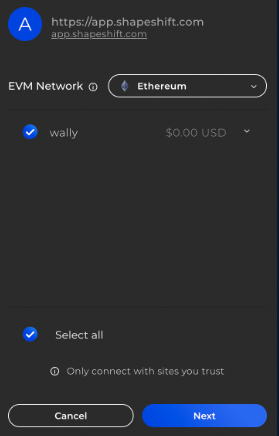 A
https://app.shapeshift.com
app.shapeshift.com
EVM Network Ethereum
wally $0.00 USD
Select all
Only connect with sites you trust
Cancel Next